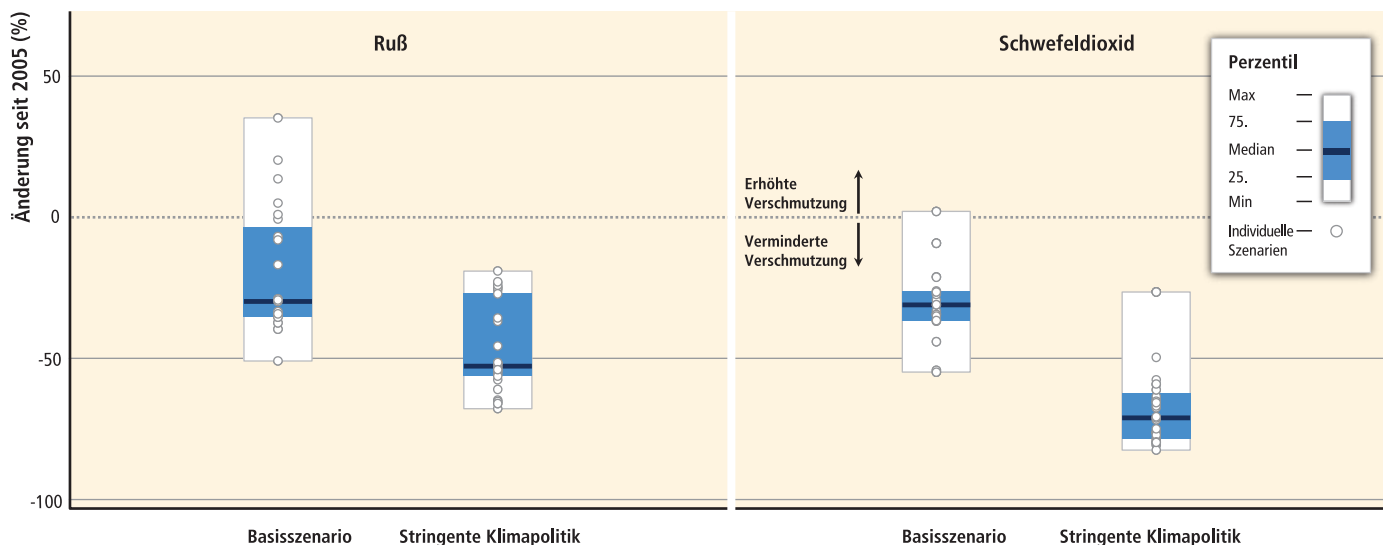 Änderung seit 2005 (%)
50
0
-50
-100
Ruß
Basisszenario
Stringente Klimapolitik
Schwefeldioxid
Erhöhte
Verschmutzung
Verminderte
Verschmutzung
Basisszenario
Stringente Klimapolitik
Perzentil
Max
75.
Median
25.
Min
Individuelle
Szenarien